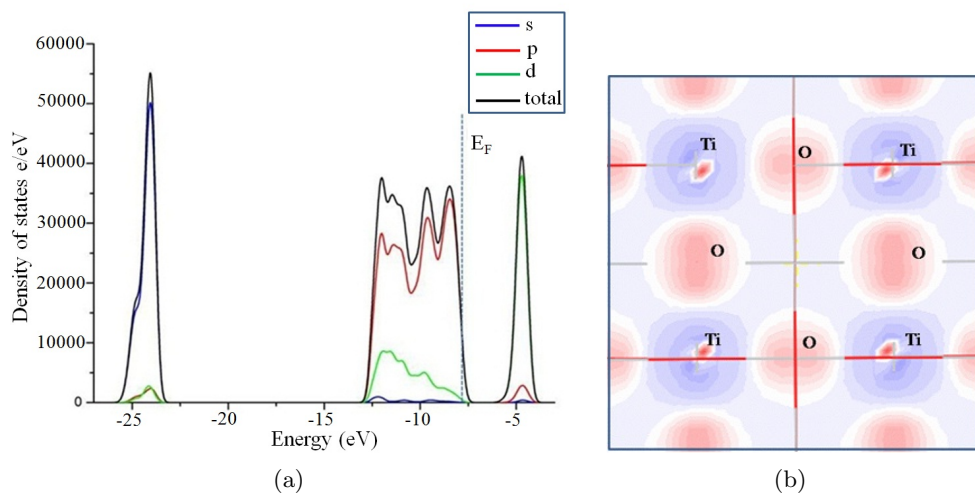 s
p
d
total
60000
50000
40000
30000
20000
10000
0
Density of states e/eV
E_F
-25
-20
-15
-10
-5
Energy (eV)
(a)
Ti
O
Ti
O
O
Ti
O
Ti
(b)